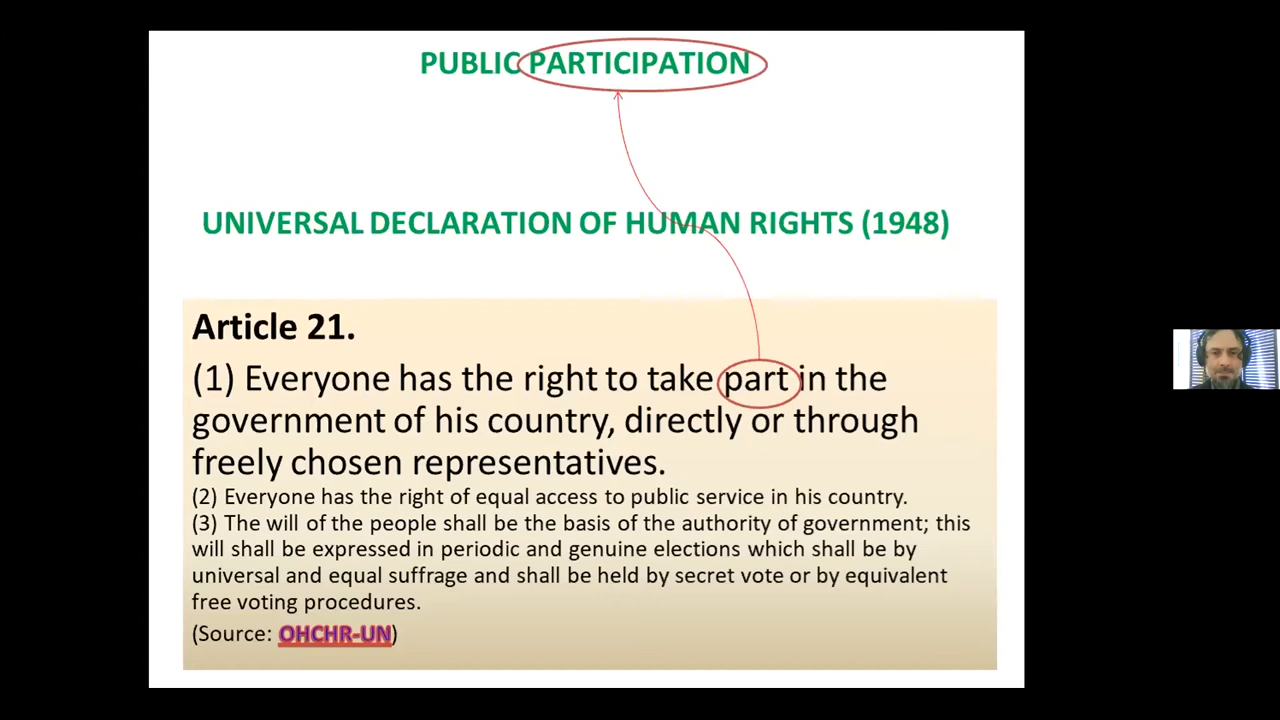 PUBLIC PARTICIPATION
UNIVERSAL DECLARATION OF HUMAN RIGHTS (1948)
Article 21.
(1) Everyone has the right to take part in the
government of his country, directly or through
freely chosen representatives.
(2) Everyone has the right of equal access to public service in his country.
(3) The will of the people shall be the basis of the authority of government; this
will shall be expressed in periodic and genuine elections which shall be by
universal and equal suffrage and shall be held by secret vote or by equivalent
free voting procedures.
(Source: OHCHR-UN)